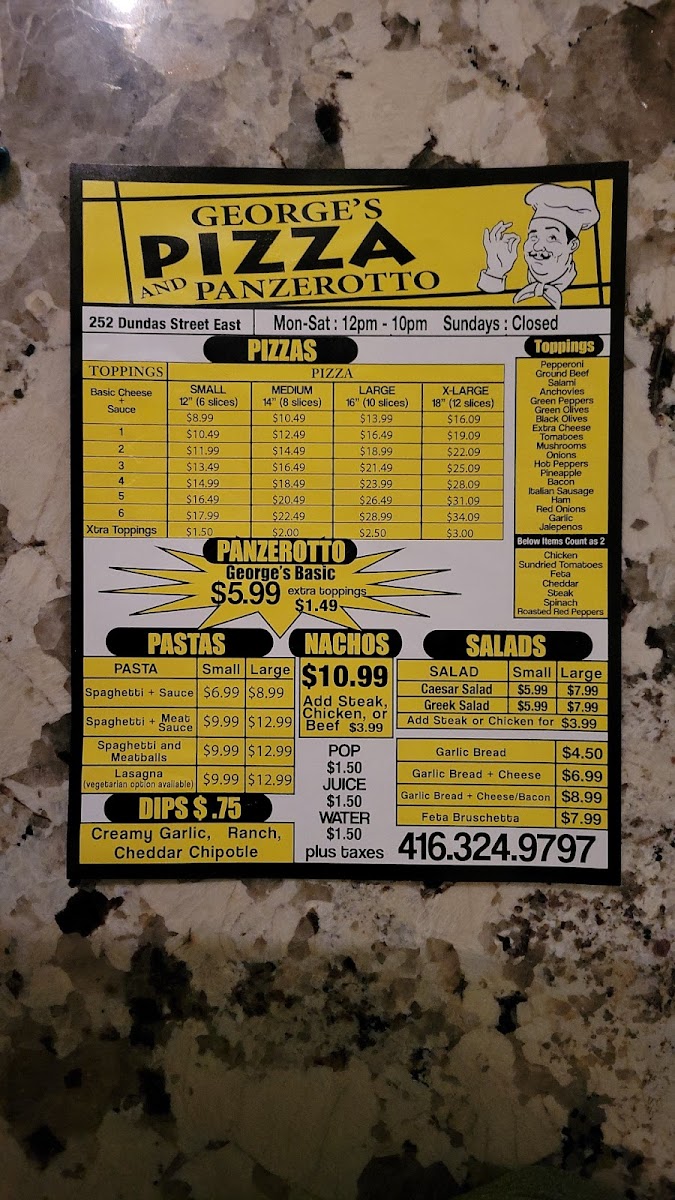 GEORGE'S
PIZZA
AND PANZEROTTO
252 Dundas Street East Mon-Sat : 12pm - 10pm Sundays : Closed
PIZZAS
TOPPINGS PIZZA
Basic Cheese + Sauce SMALL 12" (6 slices) MEDIUM 14" (8 slices) LARGE 16" (10 slices) X-LARGE 18" (12 slices)
$8.99 $10.49 $13.99 $16.09
1 $10.49 $12.49 $16.49 $19.09
2 $11.99 $14.49 $18.99 $22.09
3 $13.49 $16.49 $21.49 $25.09
4 $14.99 $18.49 $23.99 $28.09
5 $16.49 $20.49 $26.49 $31.09
6 $17.99 $22.49 $28.99 $34.09
Xtra Toppings $1.50 $2.00 $2.50 $3.00
Toppings
Pepperoni
Ground Beef
Salami
Anchovies
Green Peppers
Green Olives
Black Olives
Extra Cheese
Tomatoes
Mushrooms
Onions
Hot Peppers
Pineapple
Bacon
Italian Sausage
Ham
Red Onions
Garlic
Jalepenos
Below Items Count as 2
Chicken
Sundried Tomatoes
Feta
Cheddar
Steak
Spinach
Roasted Red Peppers
PANZEROTTO
George's Basic
$5.99 extra toppings
$1.49
PASTAS
PASTA Small Large
Spaghetti + Sauce $6.99 $8.99
Spaghetti + Meat Sauce $9.99 $12.99
Spaghetti and Meatballs $9.99 $12.99
Lasagna (vegetarian option available) $9.99 $12.99
DIPS $ .75
Creamy Garlic, Ranch,
Cheddar Chipotle
NACHOS
$10.99
Add Steak,
Chicken, or
Beef $3.99
POP
$1.50
JUICE
$1.50
WATER
$1.50
plus taxes
SALADS
SALAD Small Large
Caesar Salad $5.99 $7.99
Greek Salad $5.99 $7.99
Add Steak or Chicken for $3.99
Garlic Bread $4.50
Garlic Bread + Cheese $6.99
Garlic Bread + Cheese/Bacon $8.99
Feta Bruschetta $7.99
416.324.9797